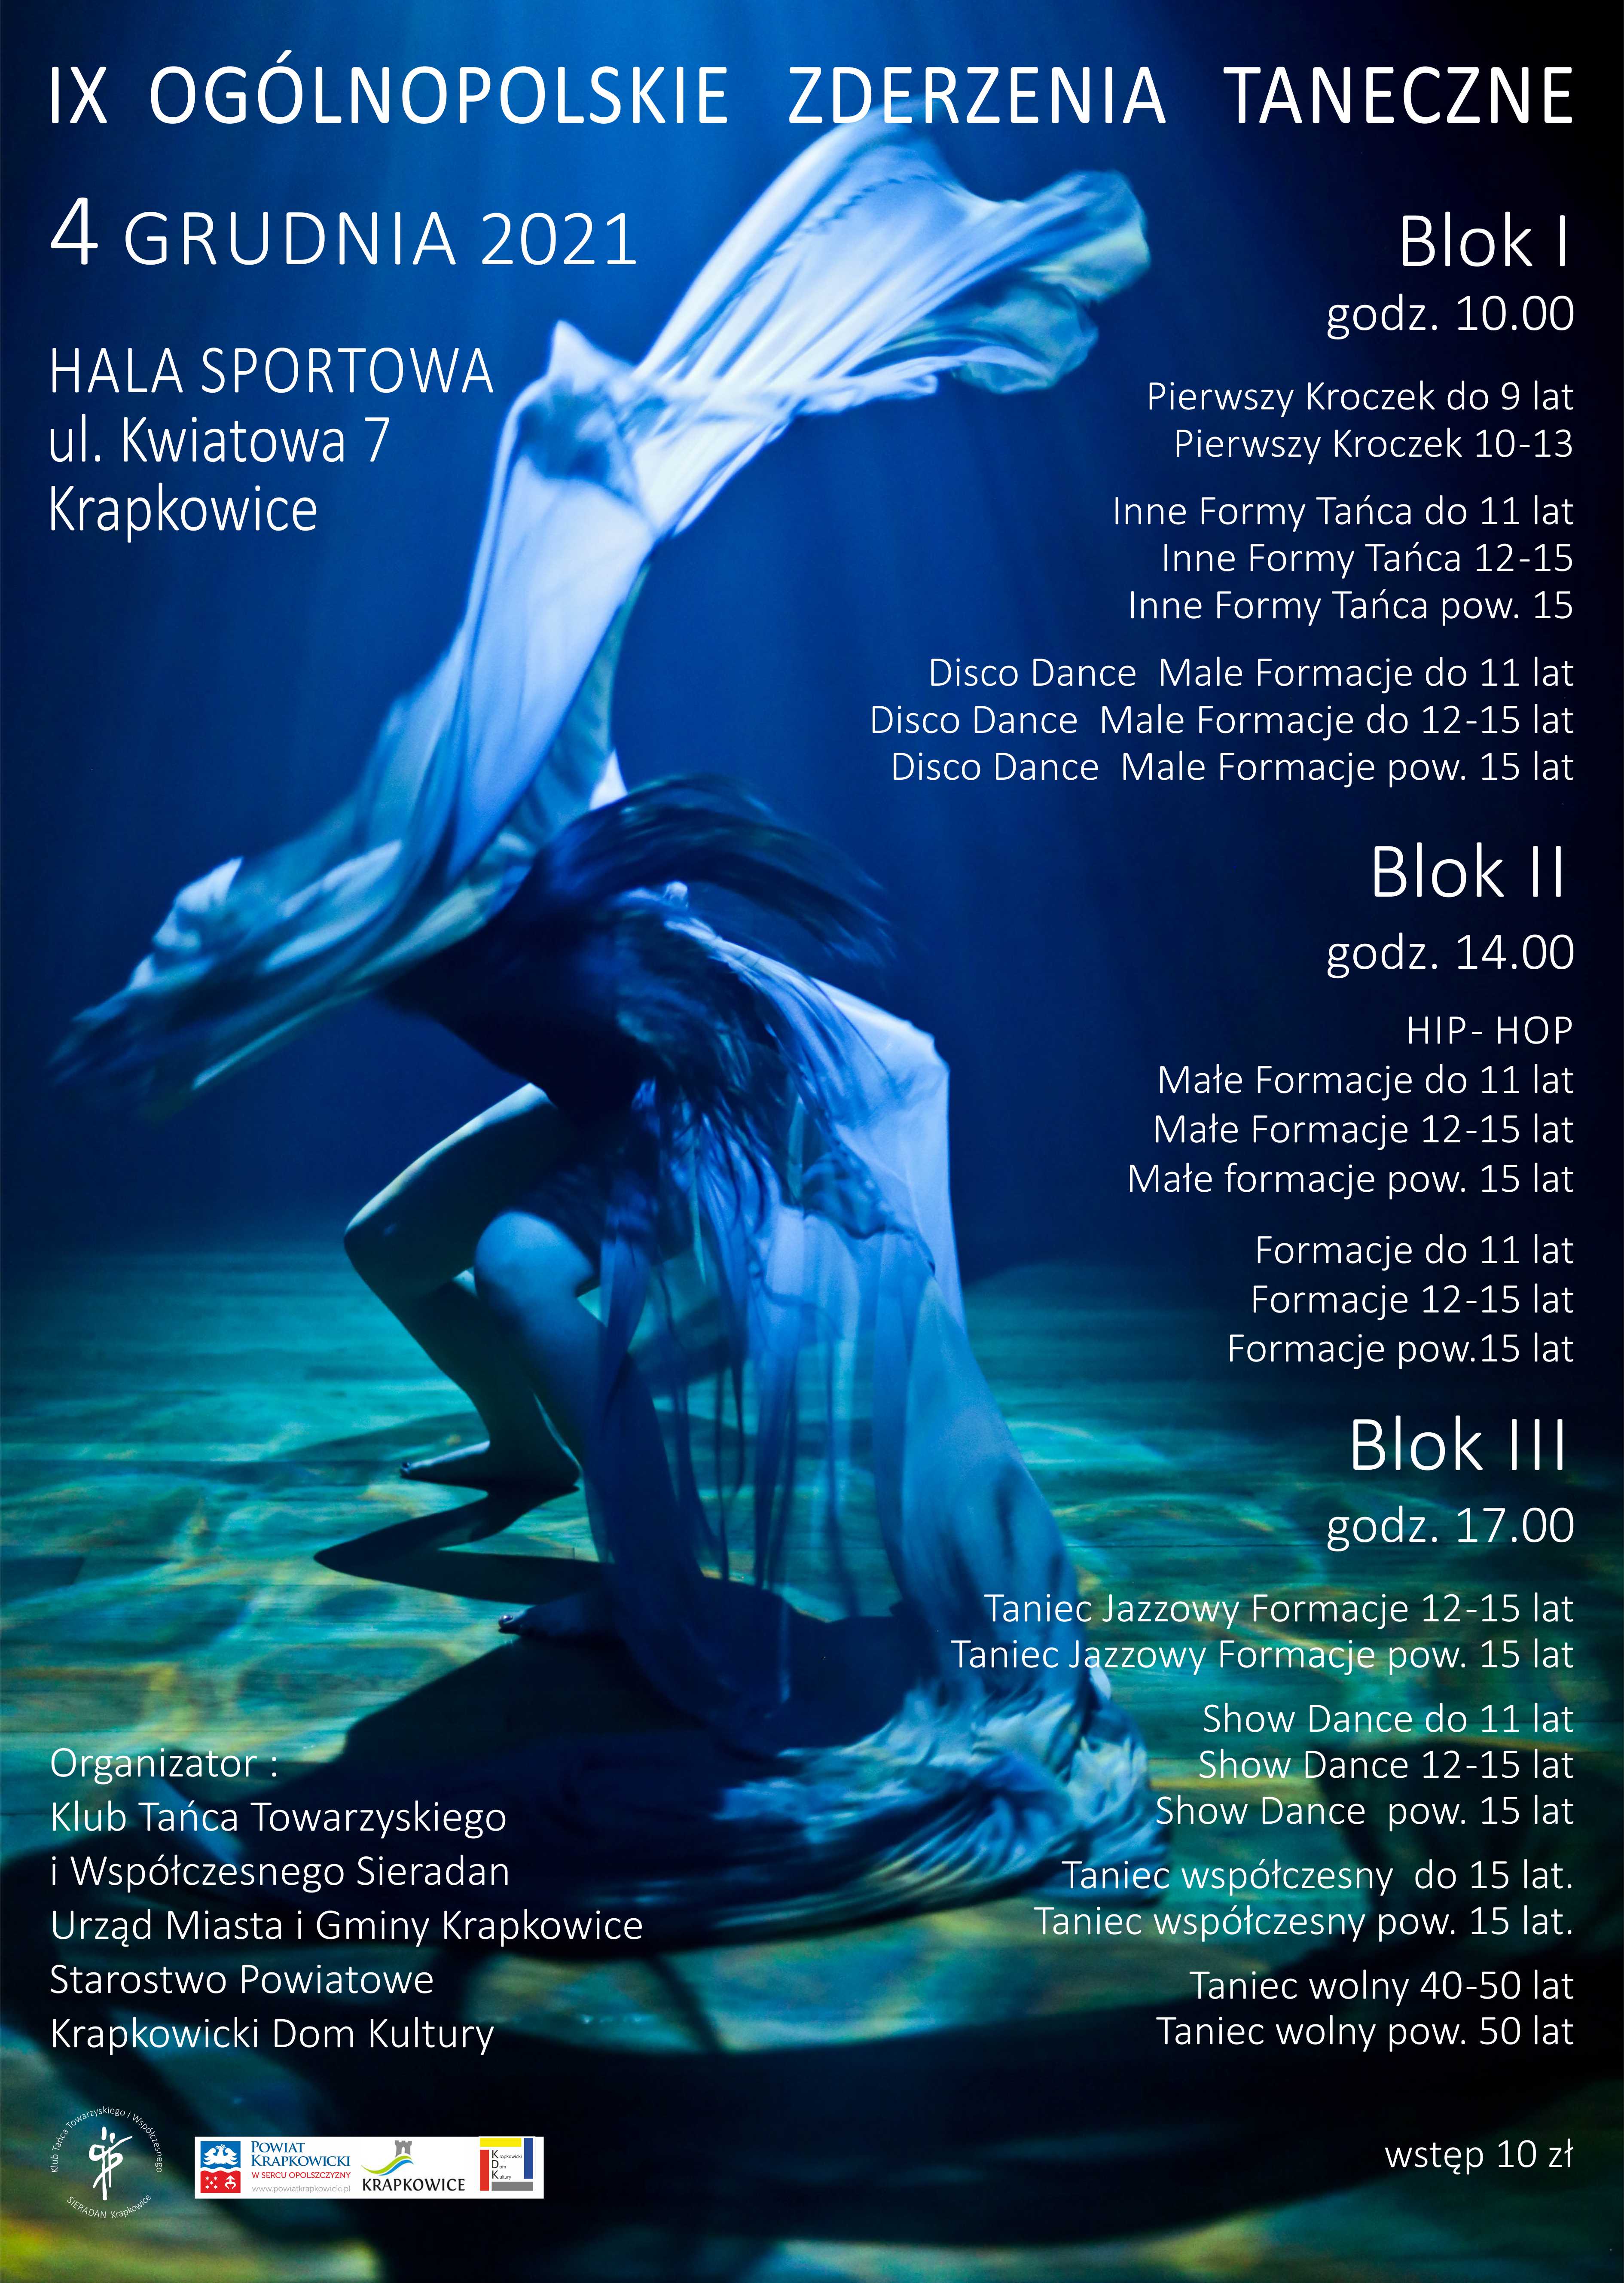 IX OGÓLNOPOLSKIE ZDERZENIA TANECZNE
4 GRUDNIA 2021
HALA SPORTOWA
ul. Kwiatowa 7
Krapkowice
Blok I
godz. 10.00
Pierwszy Kroczek do 9 lat
Pierwszy Kroczek 10-13
Inne Formy Tańca do 11 lat
Inne Formy Tańca 12-15
Inne Formy Tańca pow. 15
Disco Dance Male Formacje do 11 lat
Disco Dance Male Formacje do 12-15 lat
Disco Dance Male Formacje pow. 15 lat
Blok II
godz. 14.00
HIP- HOP
Małe Formacje do 11 lat
Małe Formacje 12-15 lat
Małe formacje pow. 15 lat
Formacje do 11 lat
Formacje 12-15 lat
Formacje pow.15 lat
Blok III
godz. 17.00
Taniec Jazzowy Formacje 12-15 lat
Taniec Jazzowy Formacje pow. 15 lat
Show Dance do 11 lat
Show Dance 12-15 lat
Show Dance pow. 15 lat
Taniec współczesny do 15 lat.
Taniec współczesny pow. 15 lat.
Taniec wolny 40-50 lat
Taniec wolny pow. 50 lat
wstęp 10 zł
Organizator :
Klub Tańca Towarzyskiego
i Współczesnego Sieradan
Urząd Miasta i Gminy Krapkowice
Starostwo Powiatowe
Krapkowicki Dom Kultury
Klub Tańca Towarzyskiego i Współczesnego
SIERADAN Krapkowice
POWIAT
KRAPKOWICKI
W SERCU OPOLSZCZYZNY
www.powiatkrapkowicki.pl
KRAPKOWICE
Krapkowicki
Dom
Kultury